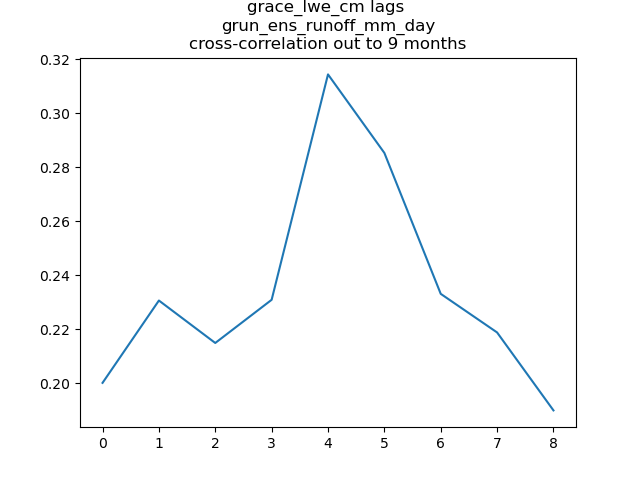 grace_lwe_cm lags
grun_ens_runoff_mm_day
cross-correlation out to 9 months
0.32
0.30
0.28
0.26
0.24
0.22
0.20
0 1 2 3 4 5 6 7 8